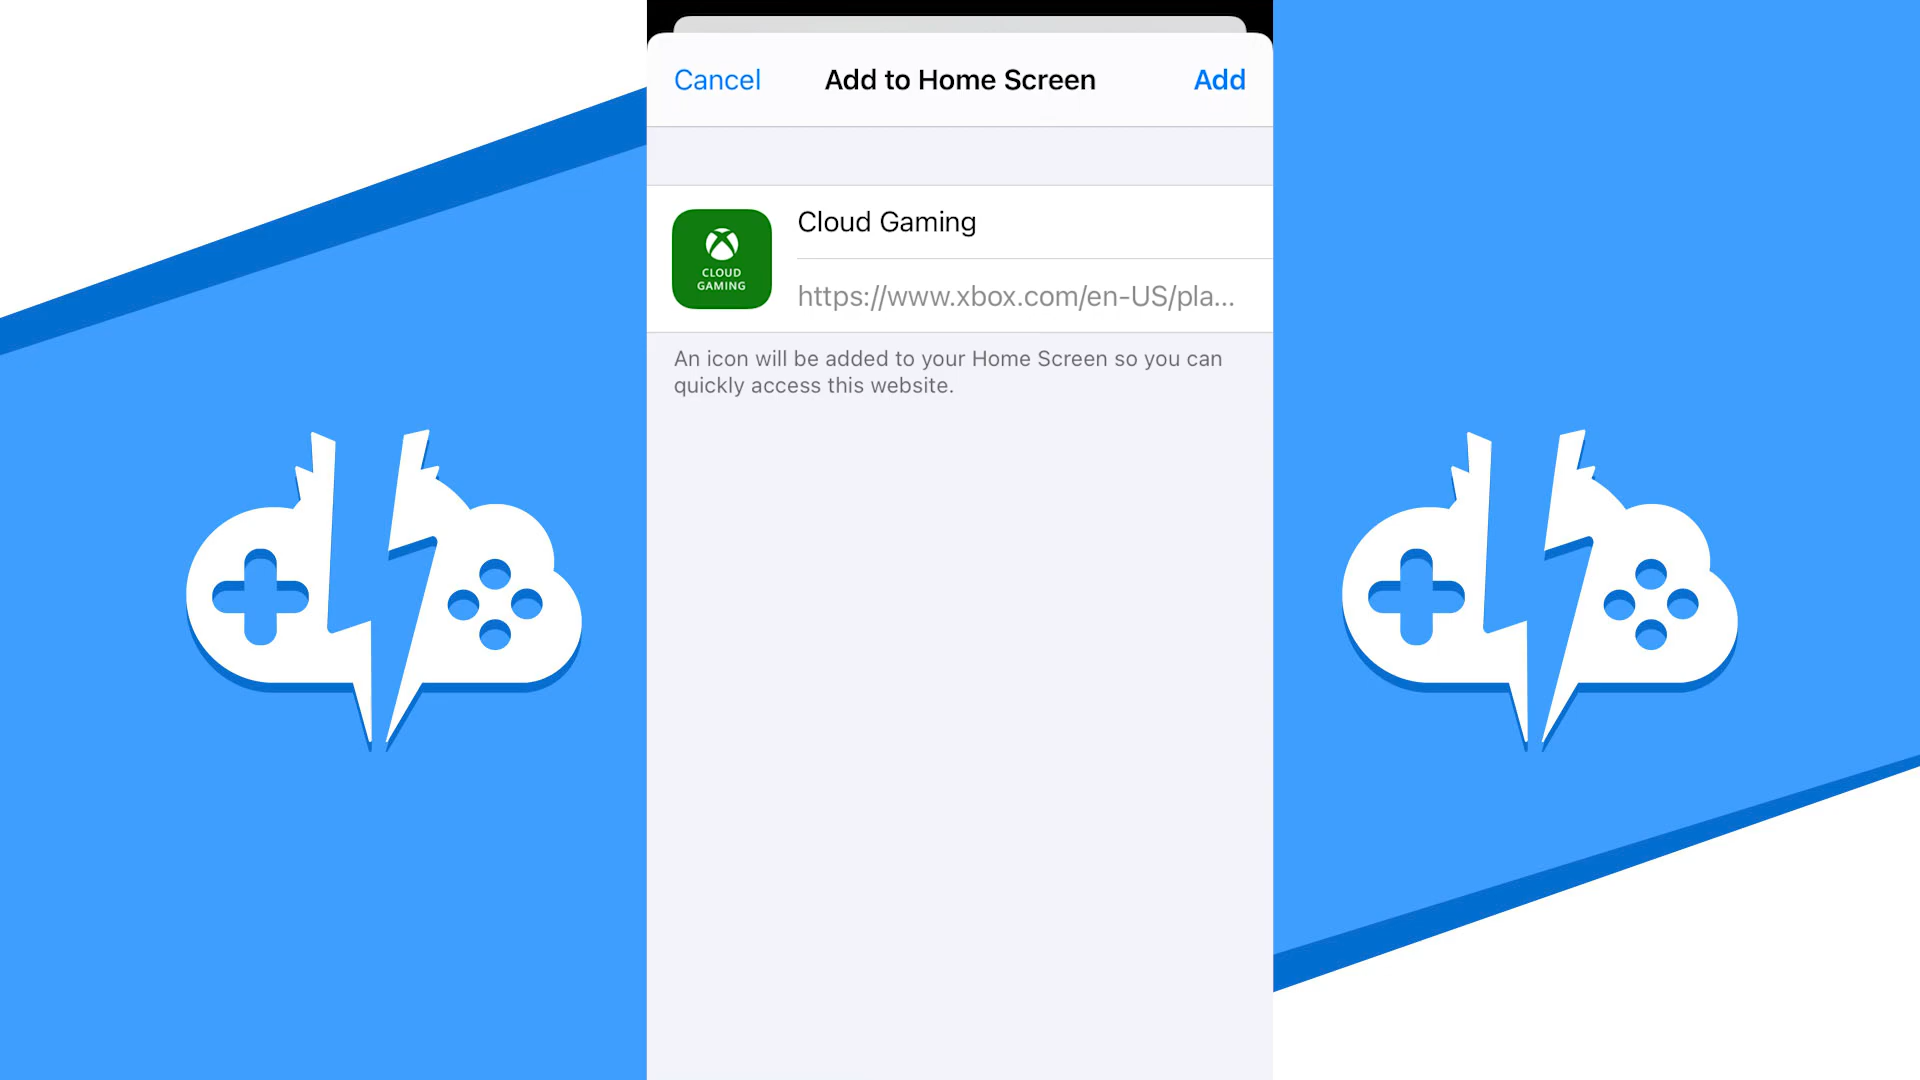 Cancel Add to Home Screen Add
Cloud Gaming
CLOUD
GAMING
https://www.xbox.com/en-US/pla...
An icon will be added to your Home Screen so you can
quickly access this website.